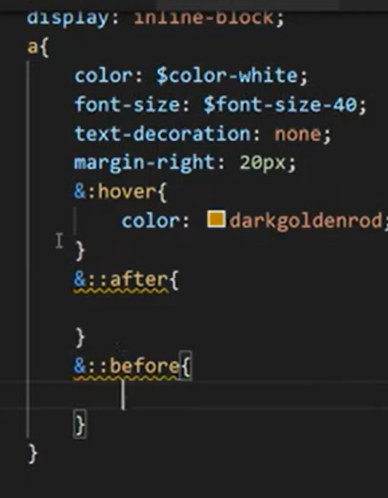 display: inline-block;
a{
color: $color-white;
font-size: $font-size-40;
text-decoration: none;
margin-right: 20px;
&:hover{
color: darkgoldenrod;
}
&::after{
}
&::before{
}
}